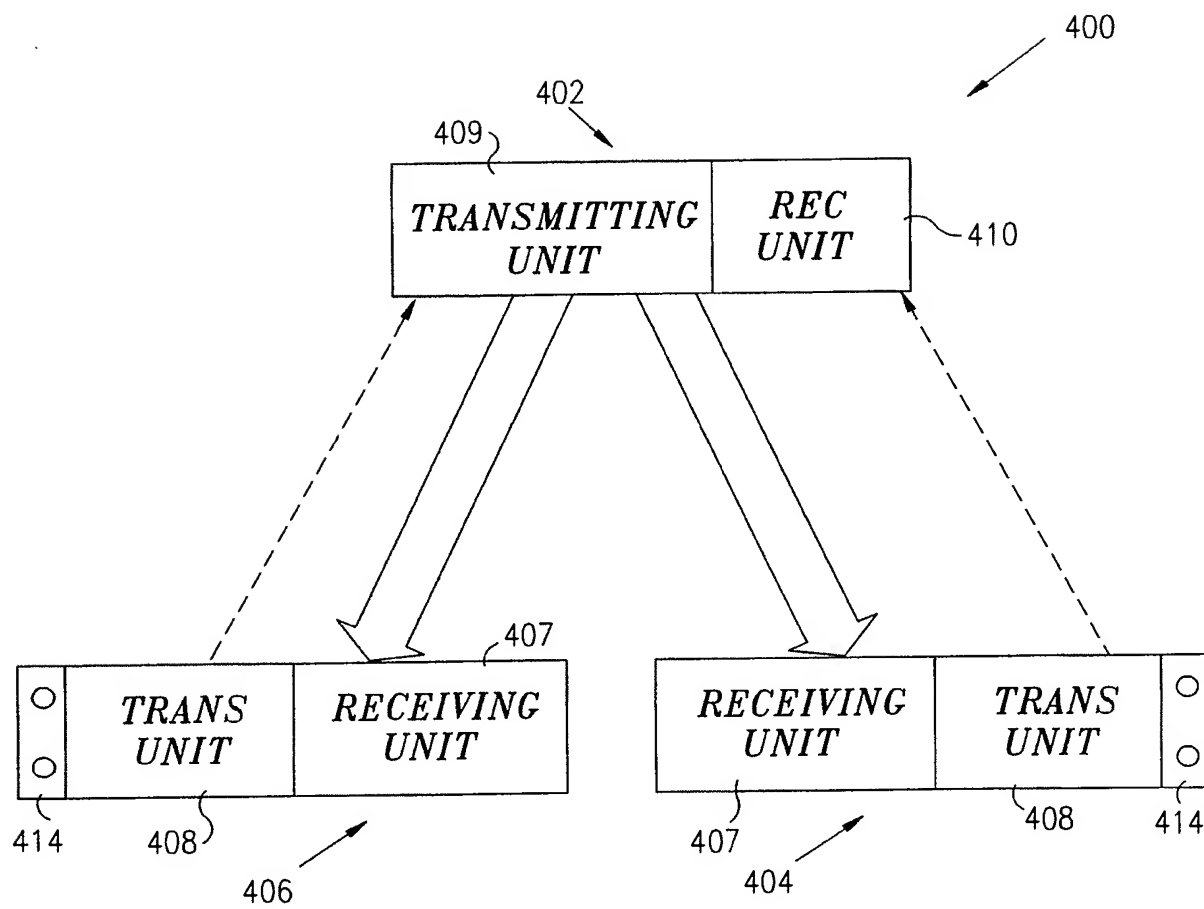 400
402
409
TRANSMITTING
UNIT
REC
UNIT
410
407
TRANS
UNIT
RECEIVING
UNIT
RECEIVING
UNIT
TRANS
UNIT
414
408
406
407
404
408
414